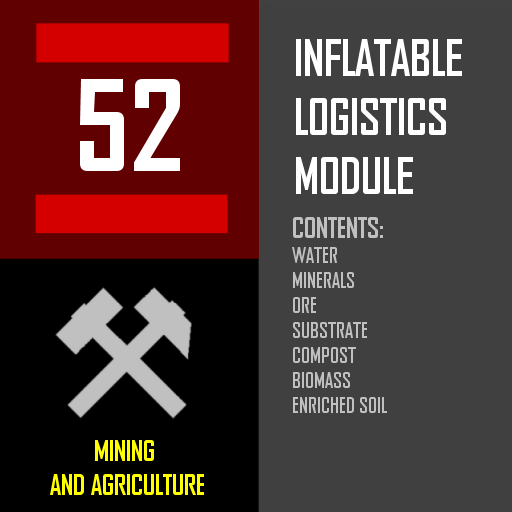 52
MINING
AND AGRICULTURE
INFLATABLE
LOGISTICS
MODULE
CONTENTS:
WATER
MINERALS
ORE
SUBSTRATE
COMPOST
BIOMASS
ENRICHED SOIL